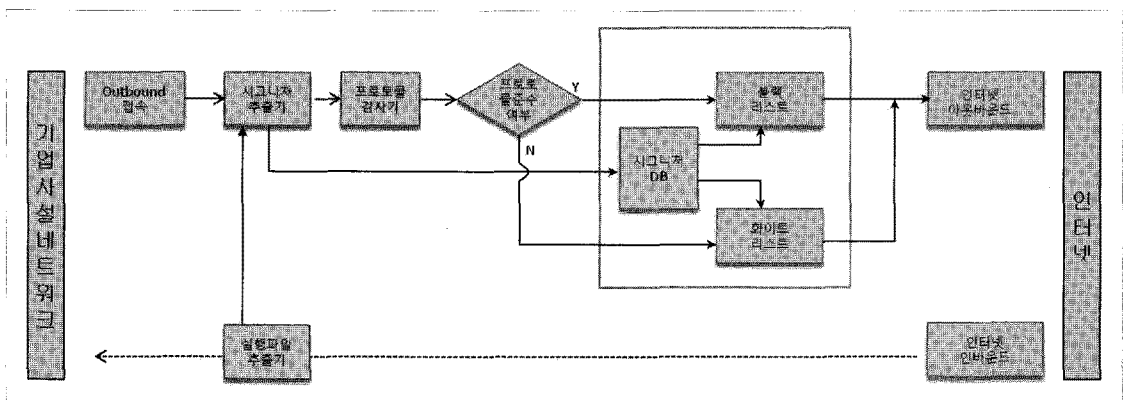 기업사설네트워크
Outbound
접속
시그니처
추출기
프로토콜
검사기
프로토
콜준수
여부
Y
N
시그니처
DB
블랙
리스트
화이트
리스트
인터넷
아웃바운드
인터넷
실행파일
추출기
인터넷
인바운드